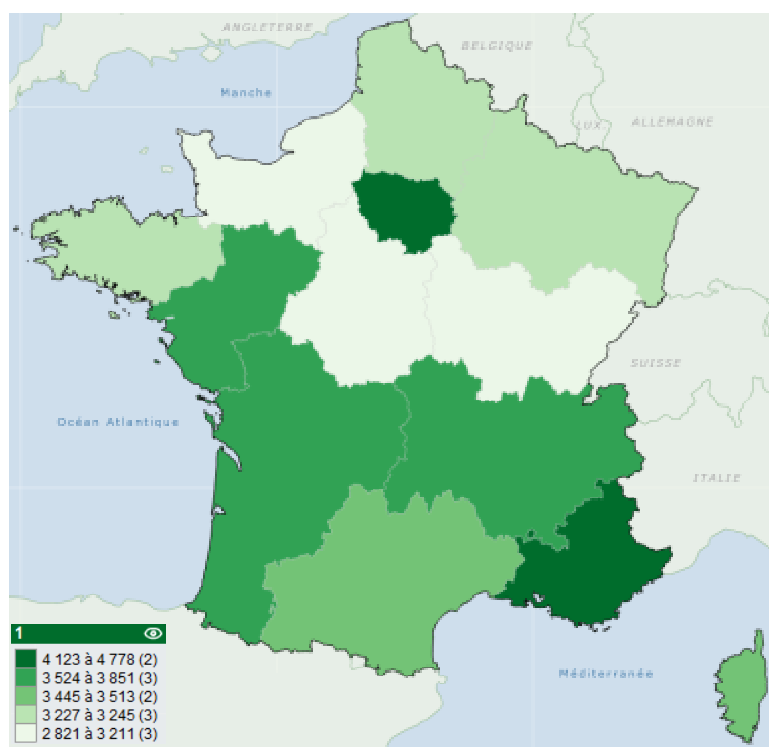 ANGLETERRE
BELGIQUE
Manche
LUX.
ALLEMAGNE
SUISSE
Océan Atlantique
ITALIE
1
4 123 à 4 778 (2)
3 524 à 3 851 (3)
3 445 à 3 513 (2)
3 227 à 3 245 (3)
2 821 à 3 211 (3)
Méditerranée